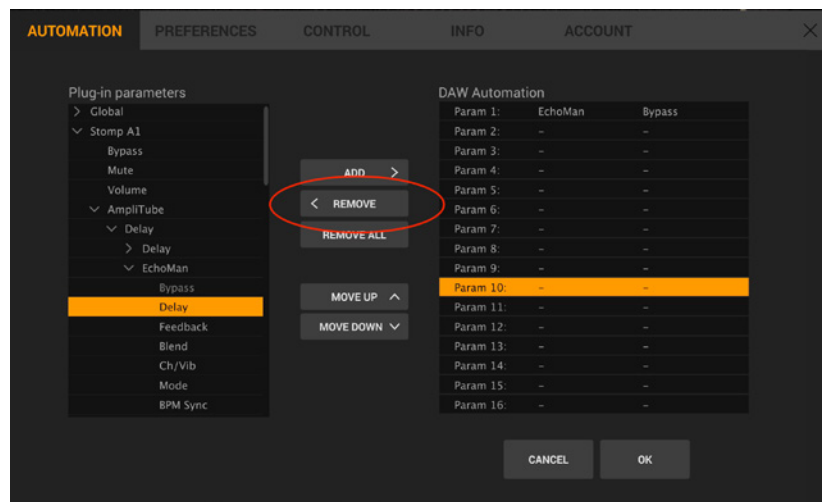 AUTOMATION PREFERENCES CONTROL INFO ACCOUNT
Plug-in parameters
Global
Stomp A1
Bypass
Mute
Volume
AmpliTube
Delay
Delay
EchoMan
Bypass
Delay
Feedback
Blend
Ch/Vib
Mode
BPM Sync
ADD
REMOVE
REMOVE ALL
MOVE UP
MOVE DOWN
DAW Automation
Param 1: EchoMan Bypass
Param 2: - -
Param 3: - -
Param 4: - -
Param 5: - -
Param 6: - -
Param 7: - -
Param 8: - -
Param 9: - -
Param 10: - -
Param 11: - -
Param 12: - -
Param 13: - -
Param 14: - -
Param 15: - -
Param 16: - -
CANCEL OK